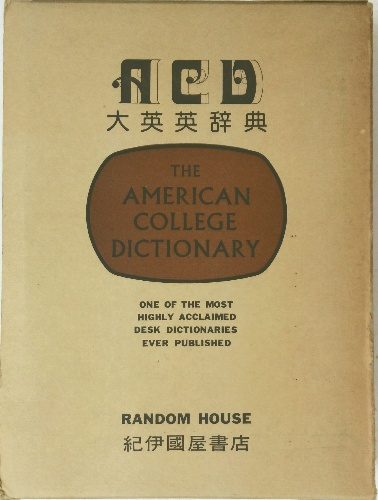 ACD
大英英辞典
THE
AMERICAN
COLLEGE
DICTIONARY
ONE OF THE MOST
HIGHLY ACCLAIMED
DESK DICTIONARIES
EVER PUBLISHED
RANDOM HOUSE
紀伊國屋書店